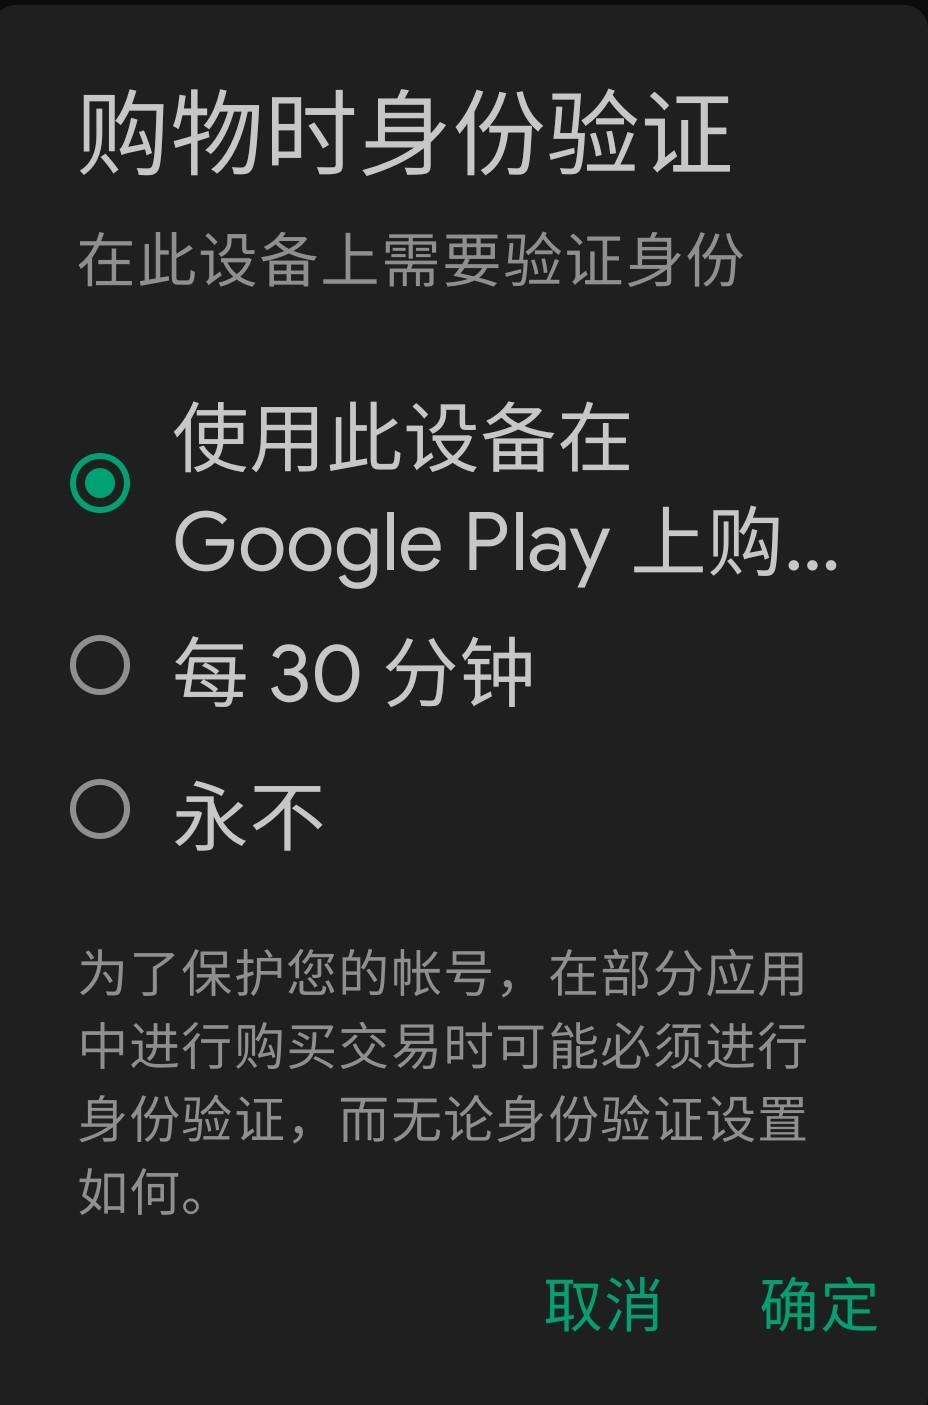 购物时身份验证
在此设备上需要验证身份
使用此设备在
Google Play 上购...
每 30 分钟
永不
为了保护您的帐号，在部分应用
中进行购买交易时可能必须进行
身份验证，而无论身份验证设置
如何。
取消 确定